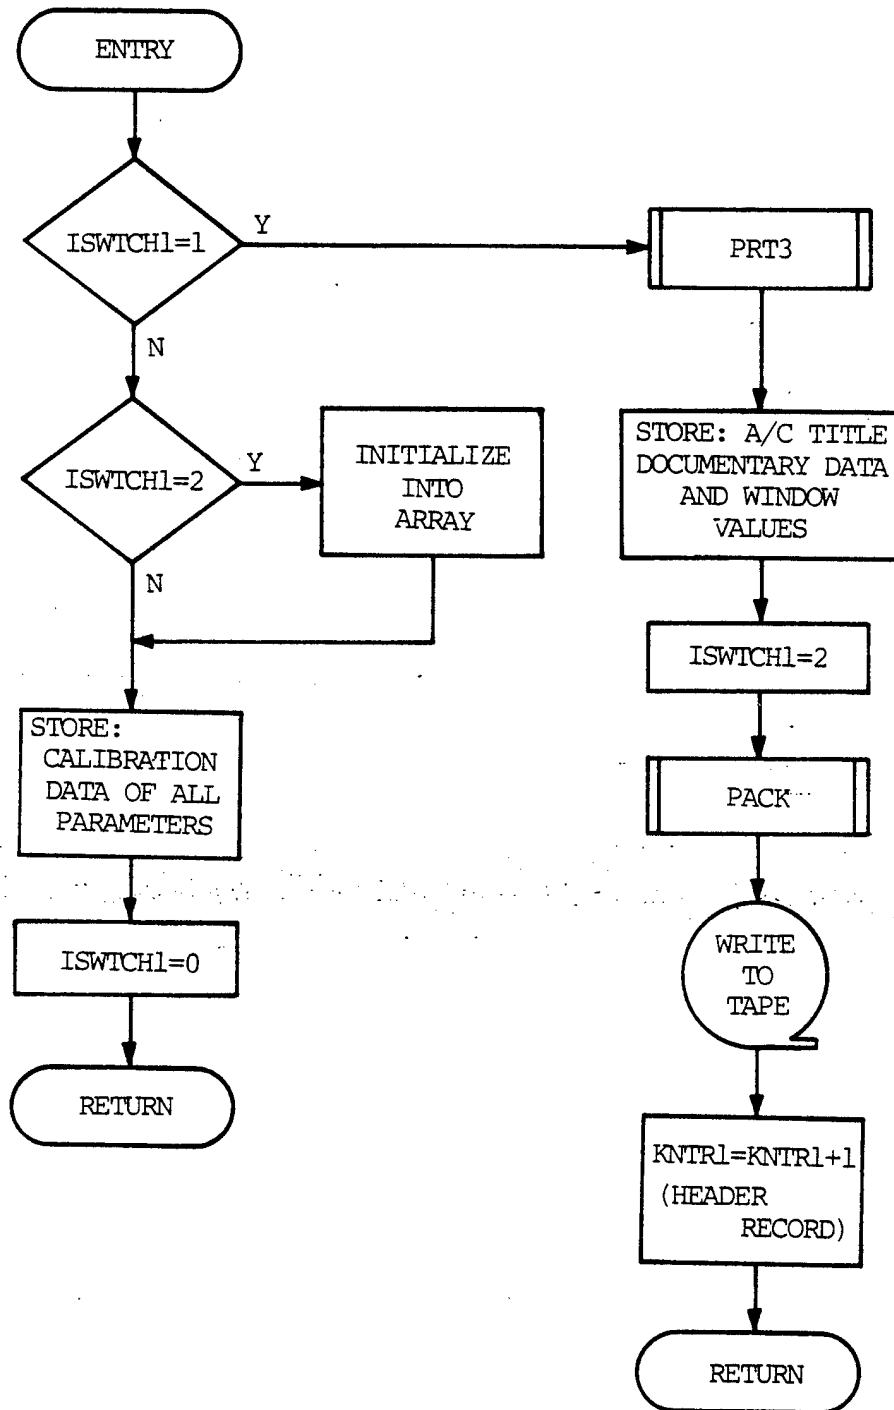 ENTRY
ISWTCH1=1
Y
N
ISWTCH1=2
Y
N
INITIALIZE
INTO
ARRAY
STORE:
CALIBRATION
DATA OF ALL
PARAMETERS
ISWTCH1=0
RETURN
PRT3
STORE: A/C TITLE
DOCUMENTARY DATA
AND WINDOW
VALUES
ISWTCH1=2
PACK
WRITE
TO
TAPE
KNTR1=KNTR1+1
(HEADER
RECORD)
RETURN